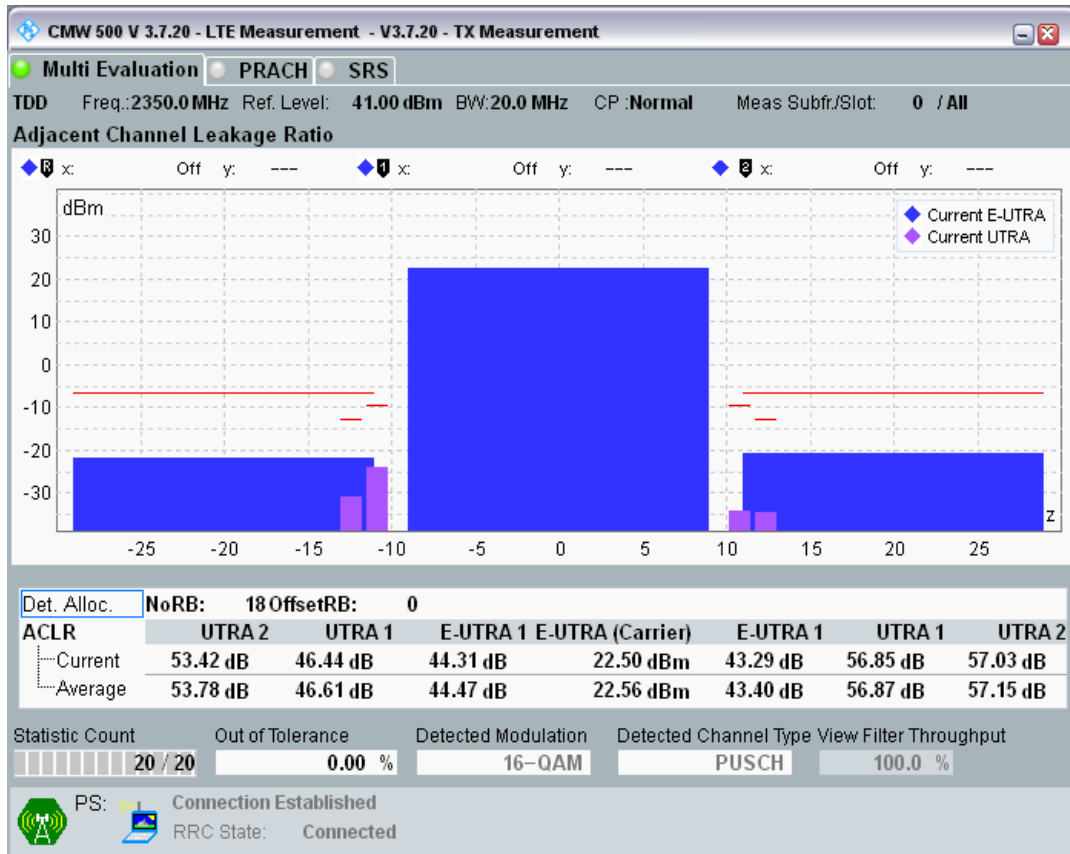 CMW 500 V 3.7.20 - LTE Measurement - V3.7.20 - TX Measurement
Multi Evaluation PRACH SRS
TDD Freq.:2350.0 MHz Ref. Level: 41.00 dBm BW:20.0 MHz CP :Normal Meas Subfr./Slot: 0 / All
Adjacent Channel Leakage Ratio
R x: Off y: --- 1 x: Off y: --- 2 x: Off y: ---
dBm
Current E-UTRA
Current UTRA
30
20
10
0
-10
-20
-30
z
-25 -20 -15 -10 -5 0 5 10 15 20 25
Det. Alloc. NoRB: 18 OffsetRB: 0
ACLR UTRA 2 UTRA 1 E-UTRA 1 E-UTRA (Carrier) E-UTRA 1 UTRA 1 UTRA 2
Current 53.42 dB 46.44 dB 44.31 dB 22.50 dBm 43.29 dB 56.85 dB 57.03 dB
Average 53.78 dB 46.61 dB 44.47 dB 22.56 dBm 43.40 dB 56.87 dB 57.15 dB
Statistic Count Out of Tolerance Detected Modulation Detected Channel Type View Filter Throughput
20 / 20 0.00 % 16-QAM PUSCH 100.0 %
PS: Connection Established
RRC State: Connected